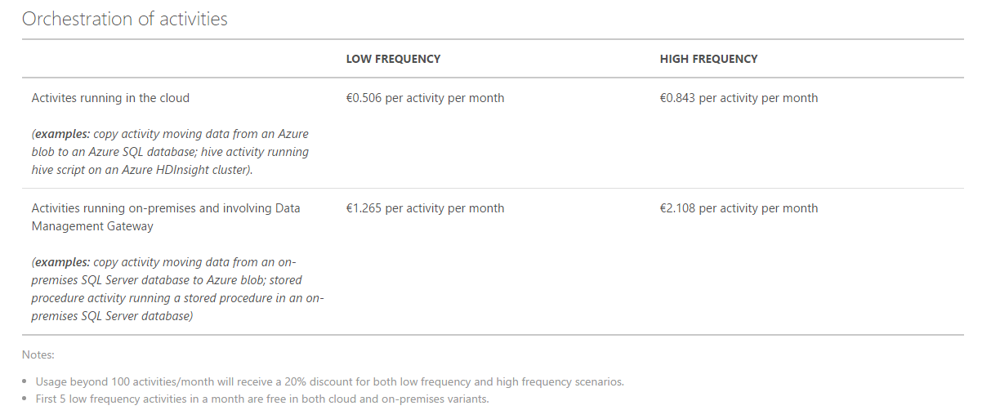 Orchestration of activities
LOW FREQUENCY HIGH FREQUENCY
Activites running in the cloud €0.506 per activity per month €0.843 per activity per month
(examples: copy activity moving data from an Azure
blob to an Azure SQL database; hive activity running
hive script on an Azure HDInsight cluster).
Activities running on-premises and involving Data €1.265 per activity per month €2.108 per activity per month
Management Gateway
(examples: copy activity moving data from an on-
premises SQL Server database to Azure blob; stored
procedure activity running a stored procedure in an on-
premises SQL Server database)
Notes:
• Usage beyond 100 activities/month will receive a 20% discount for both low frequency and high frequency scenarios.
• First 5 low frequency activities in a month are free in both cloud and on-premises variants.